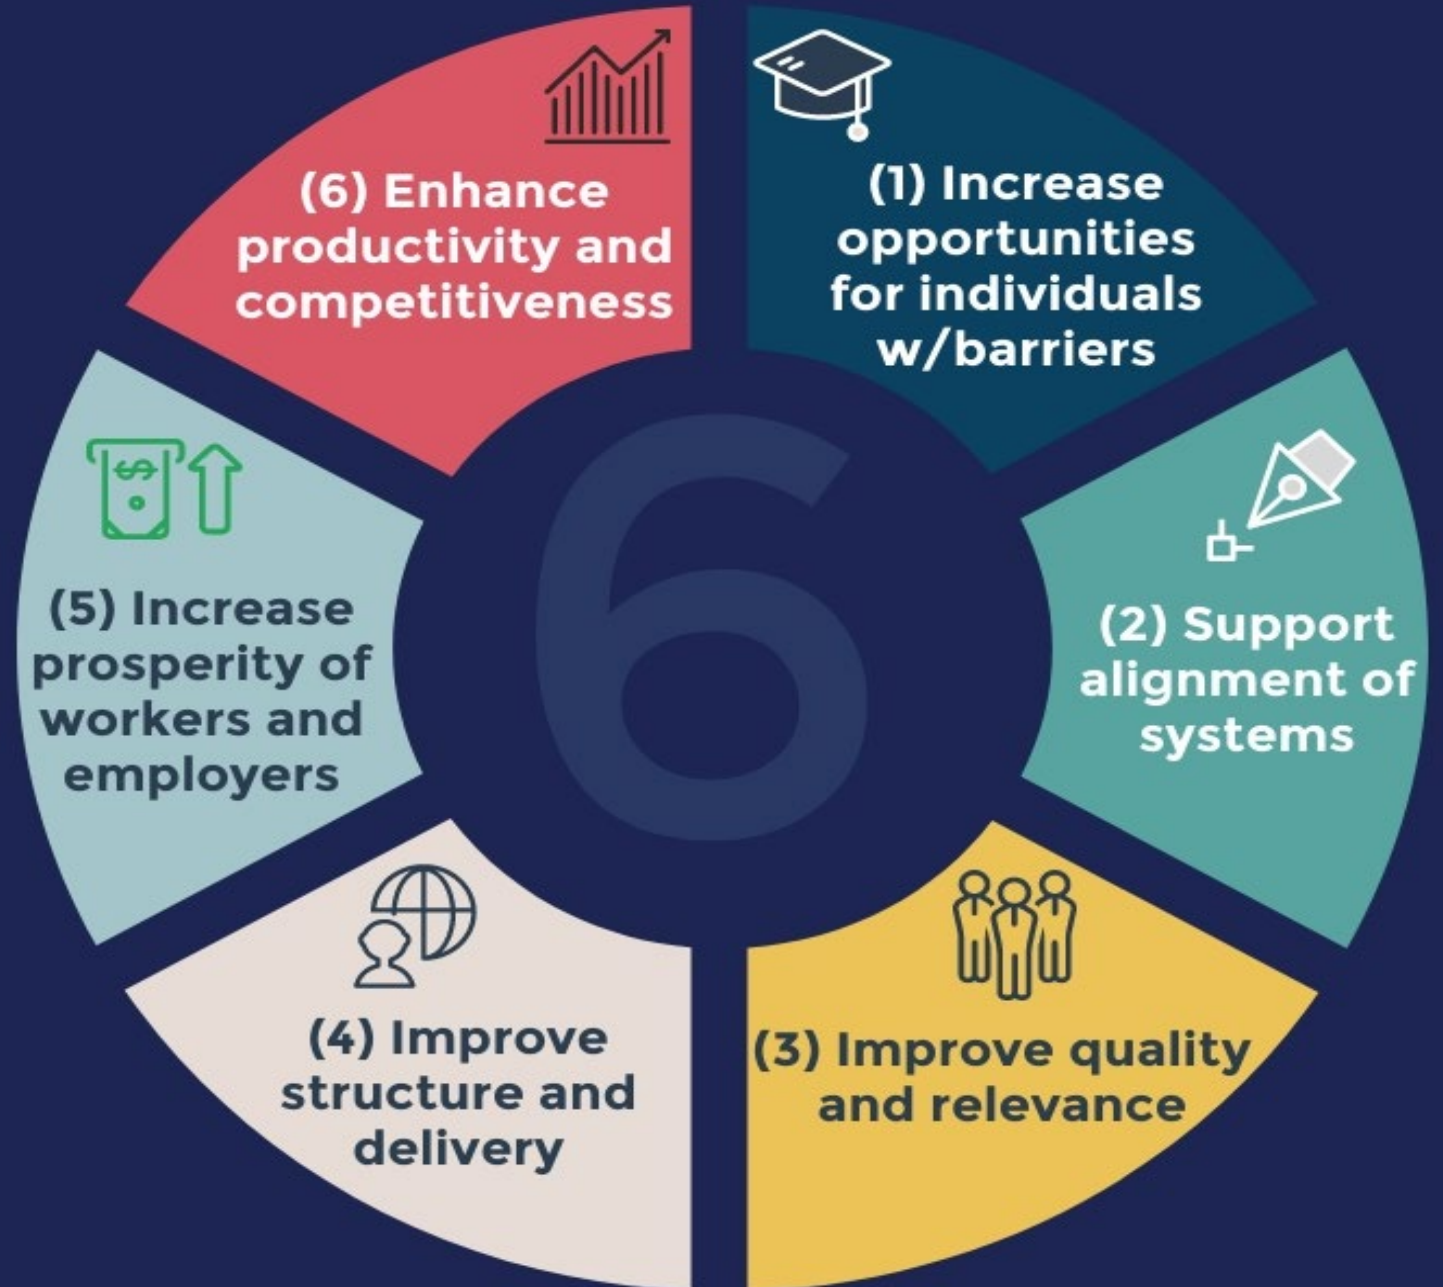 (1) Increase
opportunities
for individuals
w/barriers
(2) Support
alignment of
systems
(3) Improve quality
and relevance
(4) Improve
structure and
delivery
(5) Increase
prosperity of
workers and
employers
(6) Enhance
productivity and
competitiveness
6